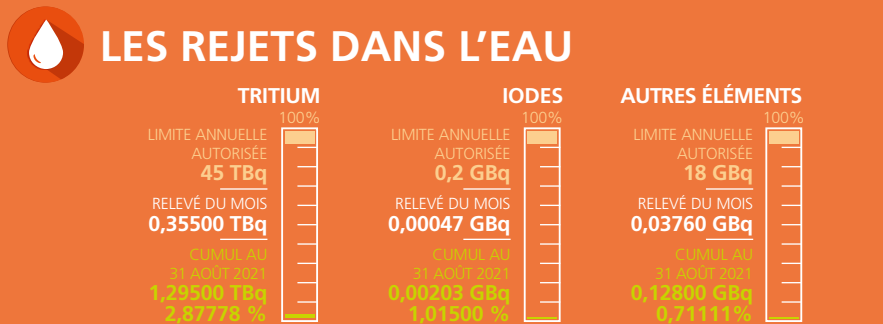 LES REJETS DANS L'EAU
TRITIUM
100%
LIMITE ANNUELLE
AUTORISÉE
45 TBq
RELEVÉ DU MOIS
0,35500 TBq
CUMUL AU
31 AOÛT 2021
1,29500 TBq
2,87778 %
IODES
100%
LIMITE ANNUELLE
AUTORISÉE
0,2 GBq
RELEVÉ DU MOIS
0,00047 GBq
CUMUL AU
31 AOÛT 2021
0,00203 GBq
1,01500 %
AUTRES ÉLÉMENTS
100%
LIMITE ANNUELLE
AUTORISÉE
18 GBq
RELEVÉ DU MOIS
0,03760 GBq
CUMUL AU
31 AOÛT 2021
0,12800 GBq
0,71111%